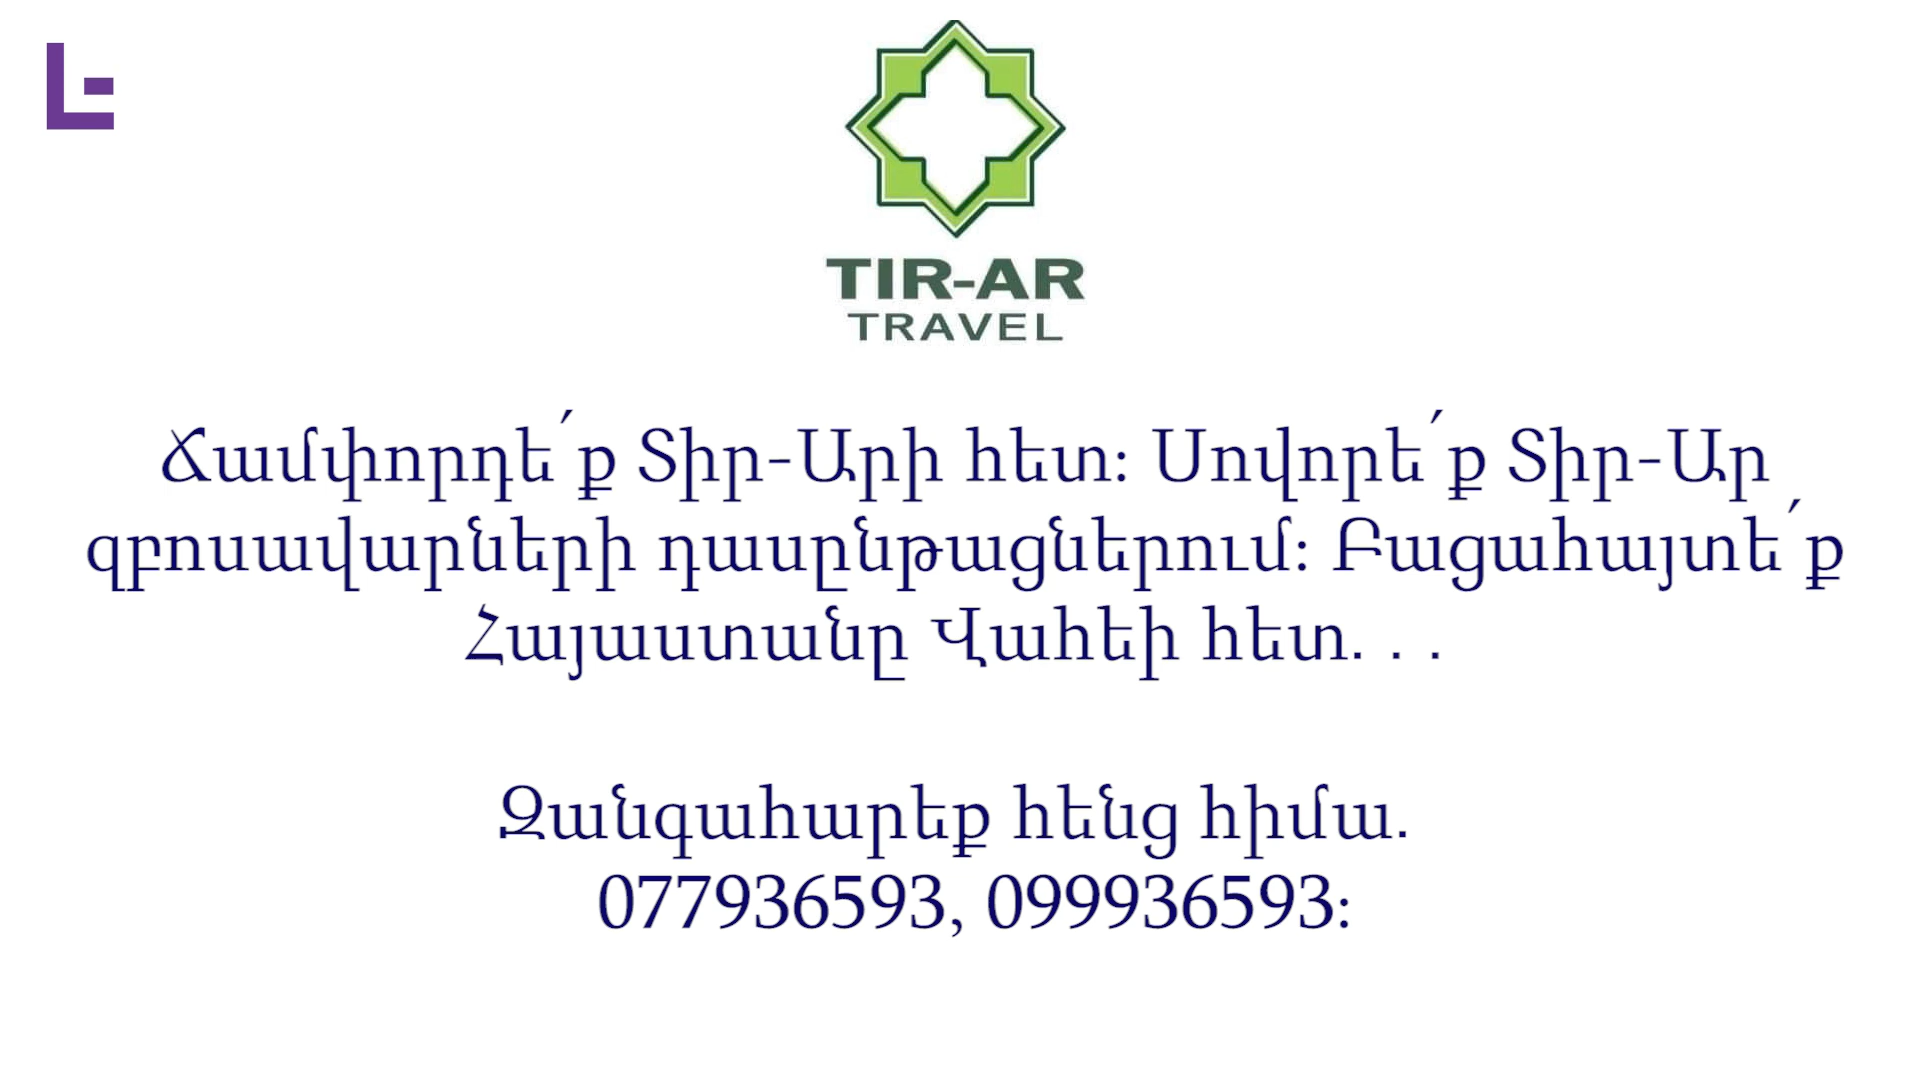 TIR-AR
TRAVEL
Ճամփորդե՛ք Տիր-Արի հետ։ Սովորե՛ք Տիր-Ար
զբոսավարների դասընթացներում։ Բացահայտե՛ք
Հայաստանը Վահեի հետ. . .
Զանգահարեք հենց հիմա.
077936593, 099936593։